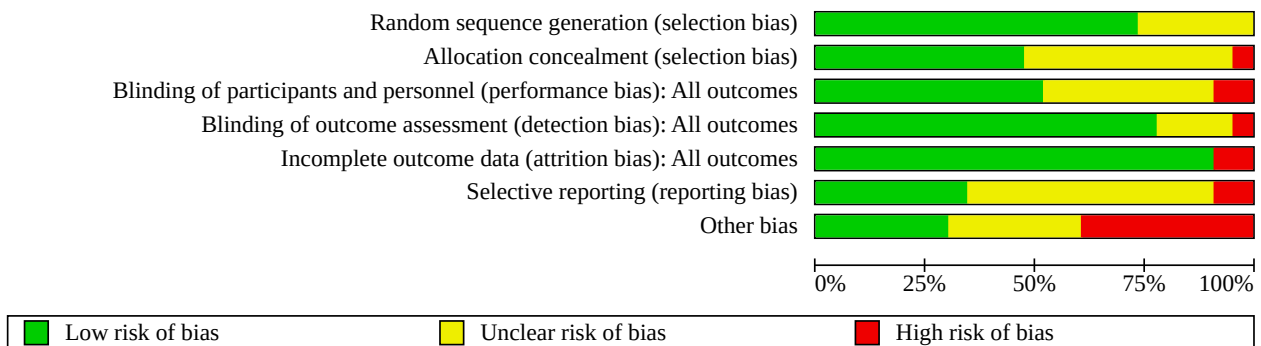 Random sequence generation (selection bias)
Allocation concealment (selection bias)
Blinding of participants and personnel (performance bias): All outcomes
Blinding of outcome assessment (detection bias): All outcomes
Incomplete outcome data (attrition bias): All outcomes
Selective reporting (reporting bias)
Other bias
0% 25% 50% 75% 100%
Low risk of bias Unclear risk of bias High risk of bias